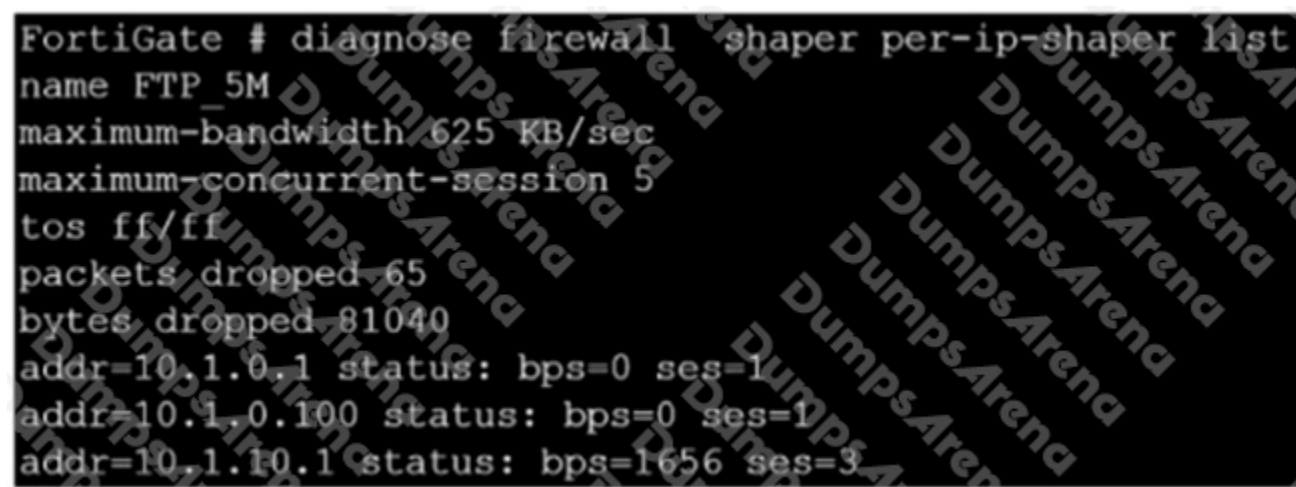 FortiGate # diagnose firewall  shaper per-ip-shaper list
name FTP_5M
maximum-bandwidth 625 KB/sec
maximum-concurrent-session 5
tos ff/ff
packets dropped 65
bytes dropped 81040
addr=10.1.0.1 status: bps=0 ses=1
addr=10.1.0.100 status: bps=0 ses=1
addr=10.1.10.1 status: bps=1656 ses=3
DumpsArena